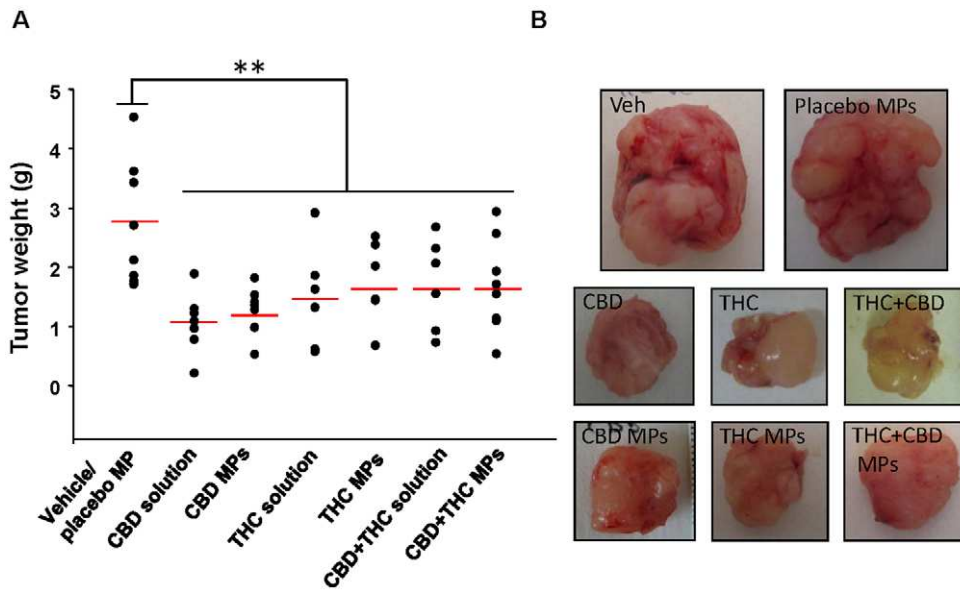 A
B
**
5
4
3
2
1
0
Tumor weight (g)
Vehicle/
placebo MP
CBD solution
CBD MPs
THC solution
THC MPs
CBD+THC solution
CBD+THC MPs
Veh
Placebo MPs
CBD
THC
THC+CBD
CBD MPs
THC MPs
THC+CBD
MPs